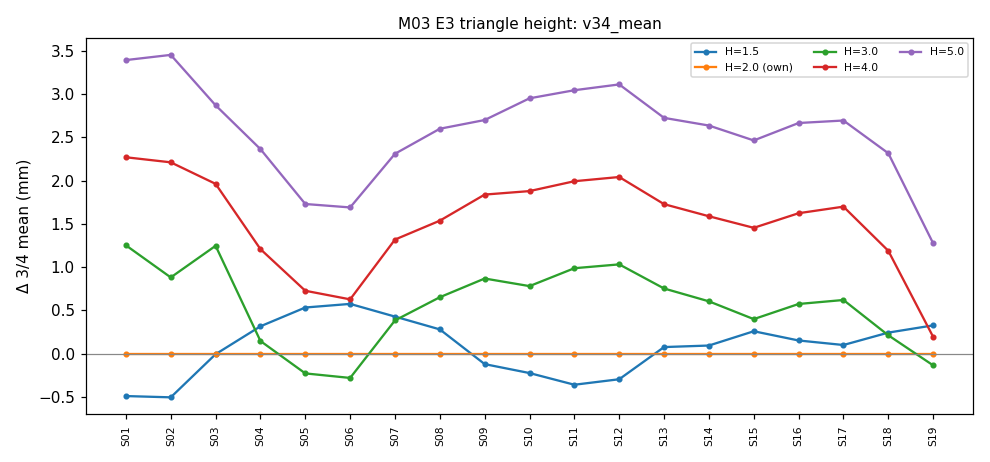 M03 E3 triangle height: v34_mean
H=1.5 H=3.0 H=5.0
H=2.0 (own) H=4.0
Δ 3/4 mean (mm)
3.5
3.0
2.5
2.0
1.5
1.0
0.5
0.0
−0.5
S01 S02 S03 S04 S05 S06 S07 S08 S09 S10 S11 S12 S13 S14 S15 S16 S17 S18 S19